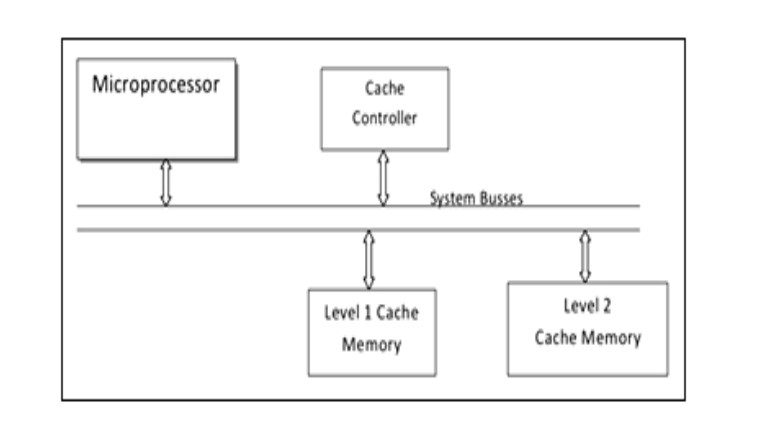 Microprocessor
Cache
Controller
System Busses
Level 1 Cache
Memory
Level 2
Cache Memory